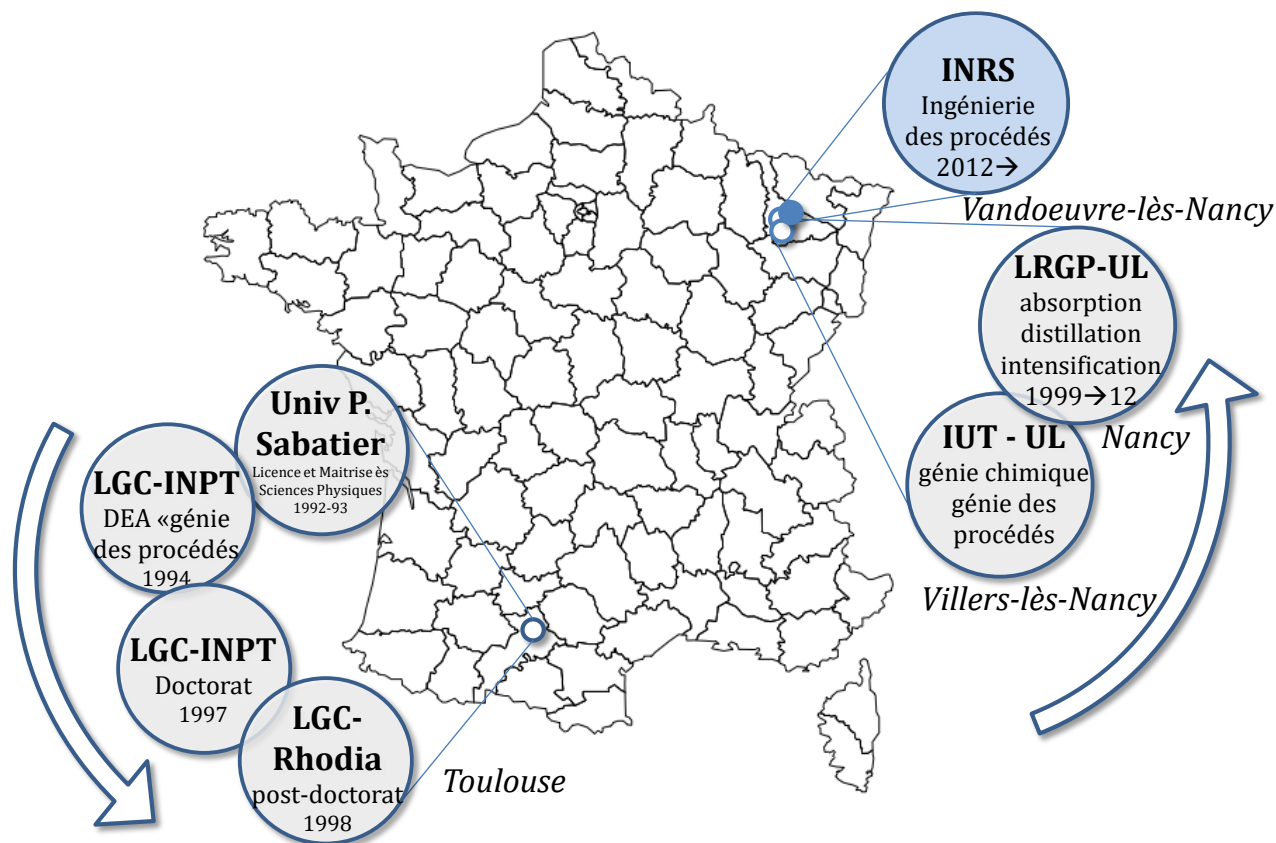 INRS
Ingénierie
des procédés
2012→
Vandoeuvre-lès-Nancy
LRGP-UL
absorption
distillation
intensification
1999→12
Nancy
IUT - UL
génie chimique
génie des
procédés
Villers-lès-Nancy
Univ P.
Sabatier
Licence et Maitrise ès
Sciences Physiques
1992-93
LGC-INPT
DEA «génie
des procédés
1994
LGC-INPT
Doctorat
1997
LGC-
Rhodia
post-doctorat
1998
Toulouse